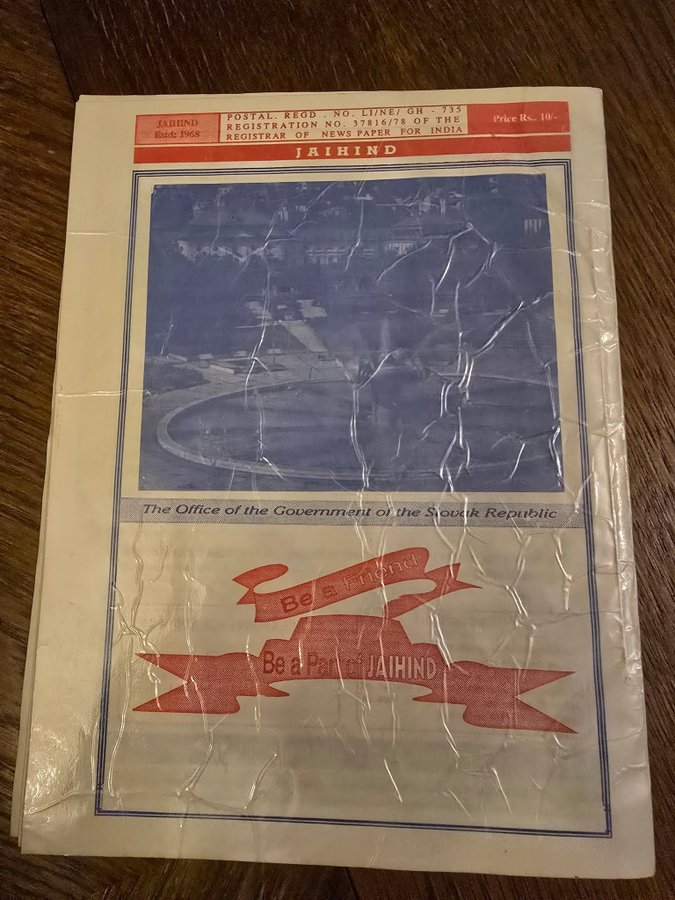 JAIHIND
Estd: 1968
POSTAL. REGD . NO. LI/NE/ GH - 735
REGISTRATION NO. 37816/78 OF THE
REGISTRAR OF NEWS PAPER FOR INDIA
Price Rs.. 10/-
JAIHIND
The Office of the Government of the Slovak Republic
Be a Friend
Be a Part of JAIHIND